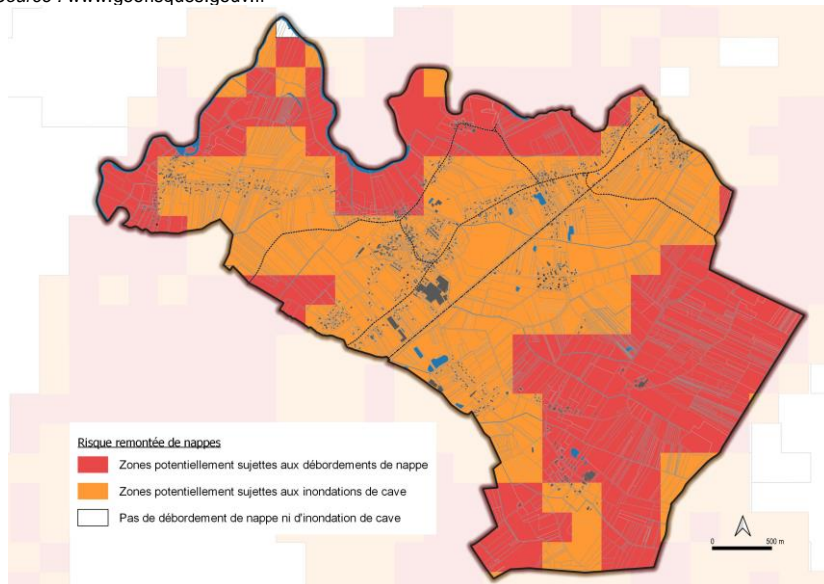 Risque remontée de nappes
Zones potentiellement sujettes aux débordements de nappe
Zones potentiellement sujettes aux inondations de cave
Pas de débordement de nappe ni d'inondation de cave
0 500 m